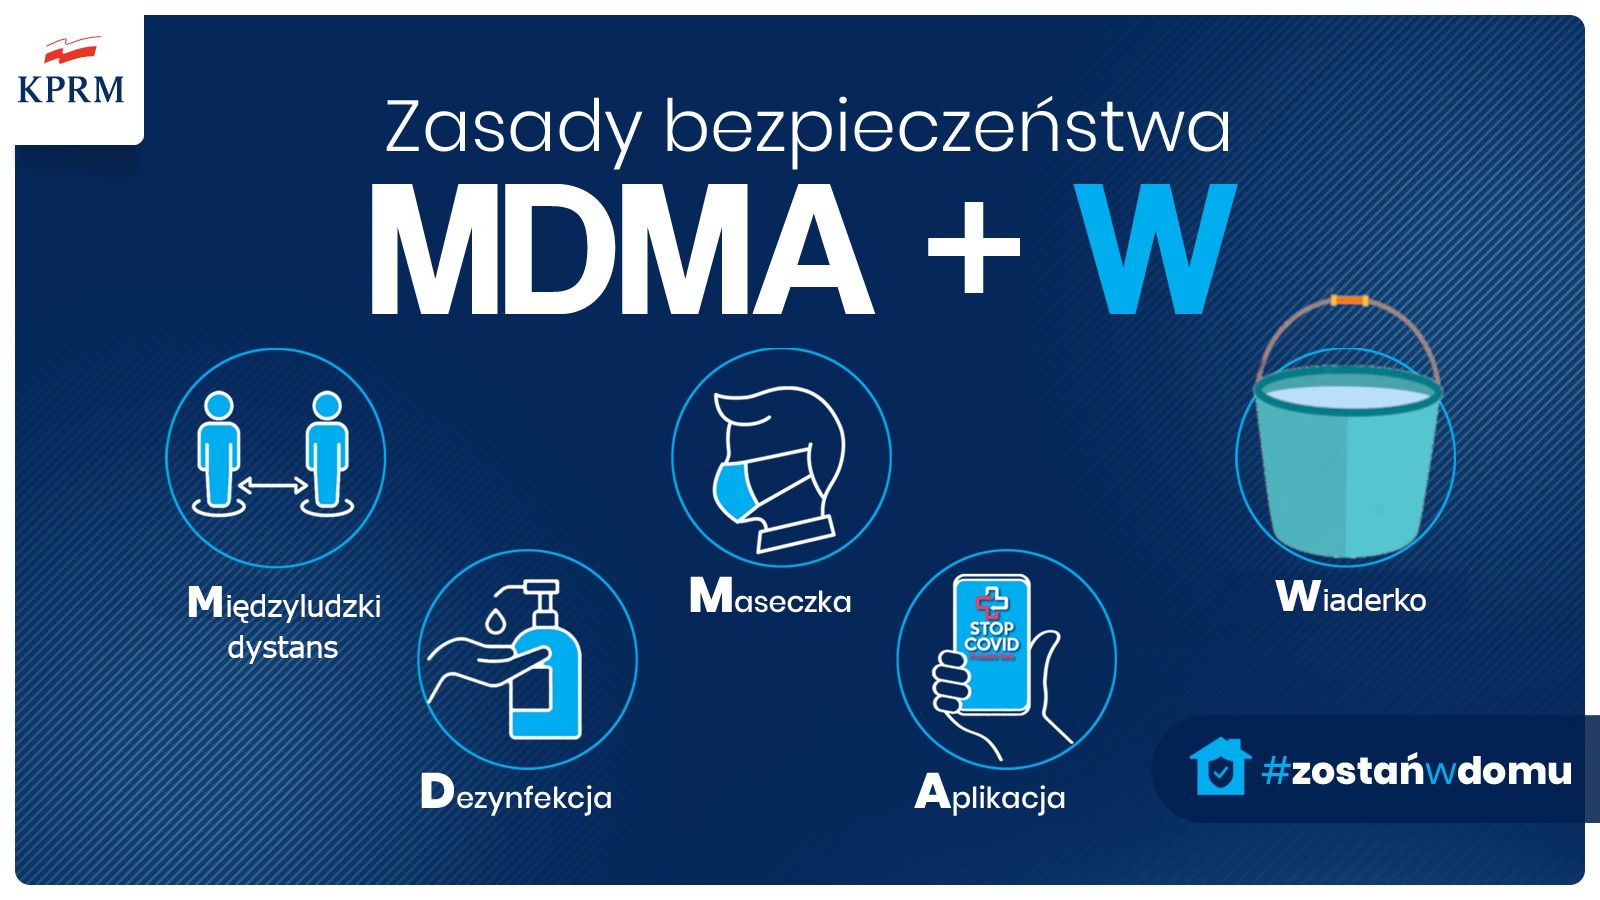 KPRM
Zasady bezpieczeństwa
MDMA + W
Międzyludzki
dystans
Dezynfekcja
Maseczka
STOP
COVID
Aplikacja
Wiaderko
#zostańwdomu